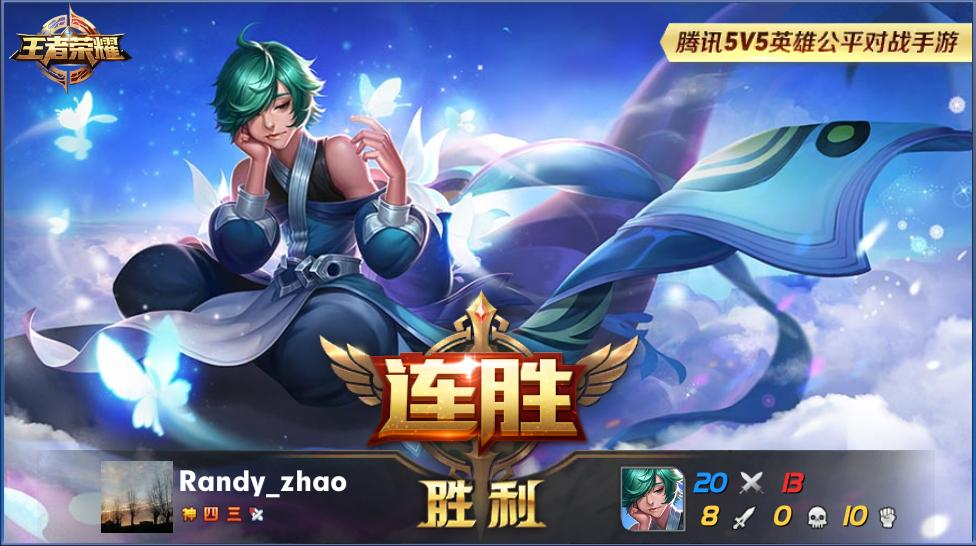 王者荣耀
腾讯5V5英雄公平对战手游
连胜
Randy_zhao
神 四 三
胜利
20 13
8 0 10